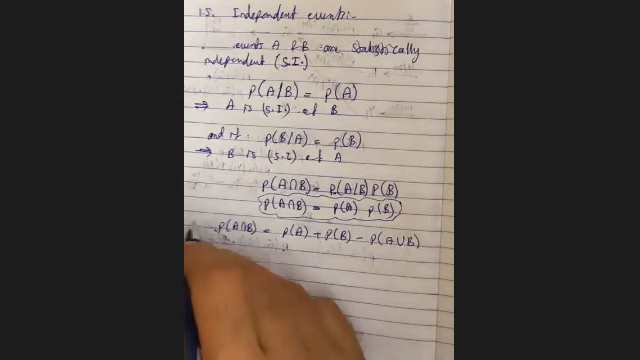 1.5. Independent events:-
events A & B are statistically
independent (S.I.)
P(A/B) = P(A)
⇒ A is (S.I.) of B
and if P(B/A) = P(B)
⇒ B is (S.I) of A
P(A∩B) = P(A/B) P(B)
P(A∩B) = P(A) P(B)
P(A∩B) = P(A) + P(B) - P(A∪B)